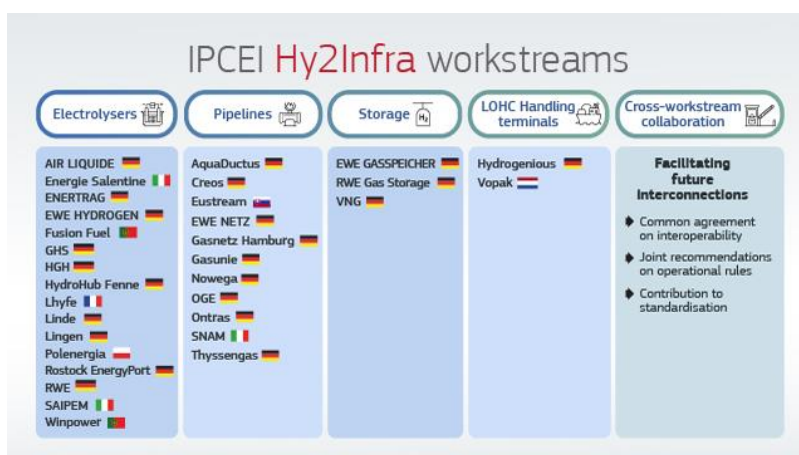 IPCEI Hy2Infra workstreams
Electrolysers
Pipelines
Storage
H₂
LOHC Handling
terminals
Cross-workstream
collaboration
AIR LIQUIDE
Energie Salentine
ENERTRAG
EWE HYDROGEN
Fusion Fuel
GHS
HGH
HydroHub Fenne
Lhyfe
Linde
Lingen
Polenergia
Rostock EnergyPort
RWE
SAIPEM
Winpower
AquaDuctus
Creos
Eustream
EWE NETZ
Gasnetz Hamburg
Gasunie
Nowega
OGE
Ontras
SNAM
Thyssengas
EWE GASSPEICHER
RWE Gas Storage
VNG
Hydrogenious
Vopak
Facilitating
future
interconnections
Common agreement
on interoperability
Joint recommendations
on operational rules
Contribution to
standardisation